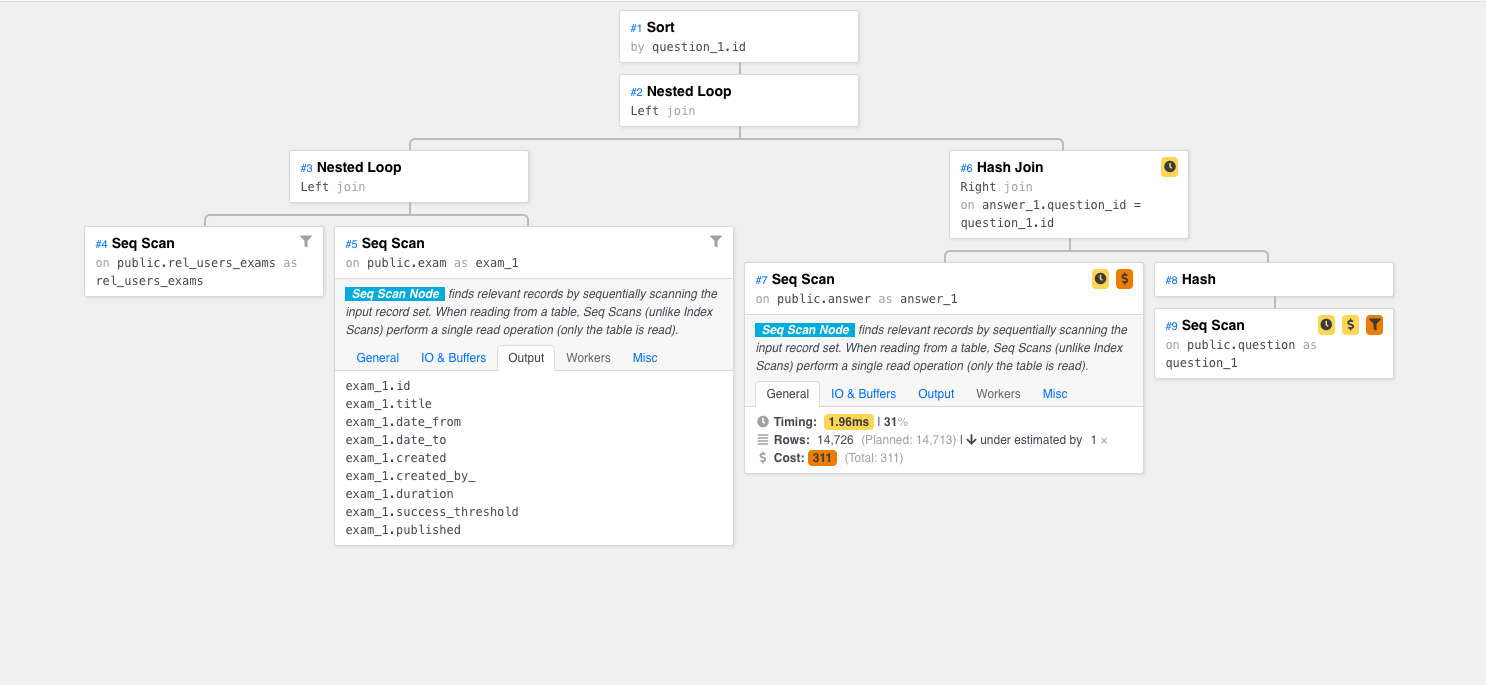 #1 Sort
by question_1.id
#2 Nested Loop
Left join
#3 Nested Loop
Left join
#6 Hash Join
Right join
on answer_1.question_id =
question_1.id
#4 Seq Scan
on public.rel_users_exams as
rel_users_exams
#5 Seq Scan
on public.exam as exam_1
Seq Scan Node finds relevant records by sequentially scanning the
input record set. When reading from a table, Seq Scans (unlike Index
Scans) perform a single read operation (only the table is read).
General IO & Buffers Output Workers Misc
exam_1.id
exam_1.title
exam_1.date_from
exam_1.date_to
exam_1.created
exam_1.created_by_
exam_1.duration
exam_1.success_threshold
exam_1.published
#7 Seq Scan $
on public.answer as answer_1
Seq Scan Node finds relevant records by sequentially scanning the
input record set. When reading from a table, Seq Scans (unlike Index
Scans) perform a single read operation (only the table is read).
General IO & Buffers Output Workers Misc
Timing: 1.96ms | 31%
Rows: 14,726 (Planned: 14,713) | under estimated by 1 ×
$ Cost: 311 (Total: 311)
#8 Hash
#9 Seq Scan $
on public.question as
question_1